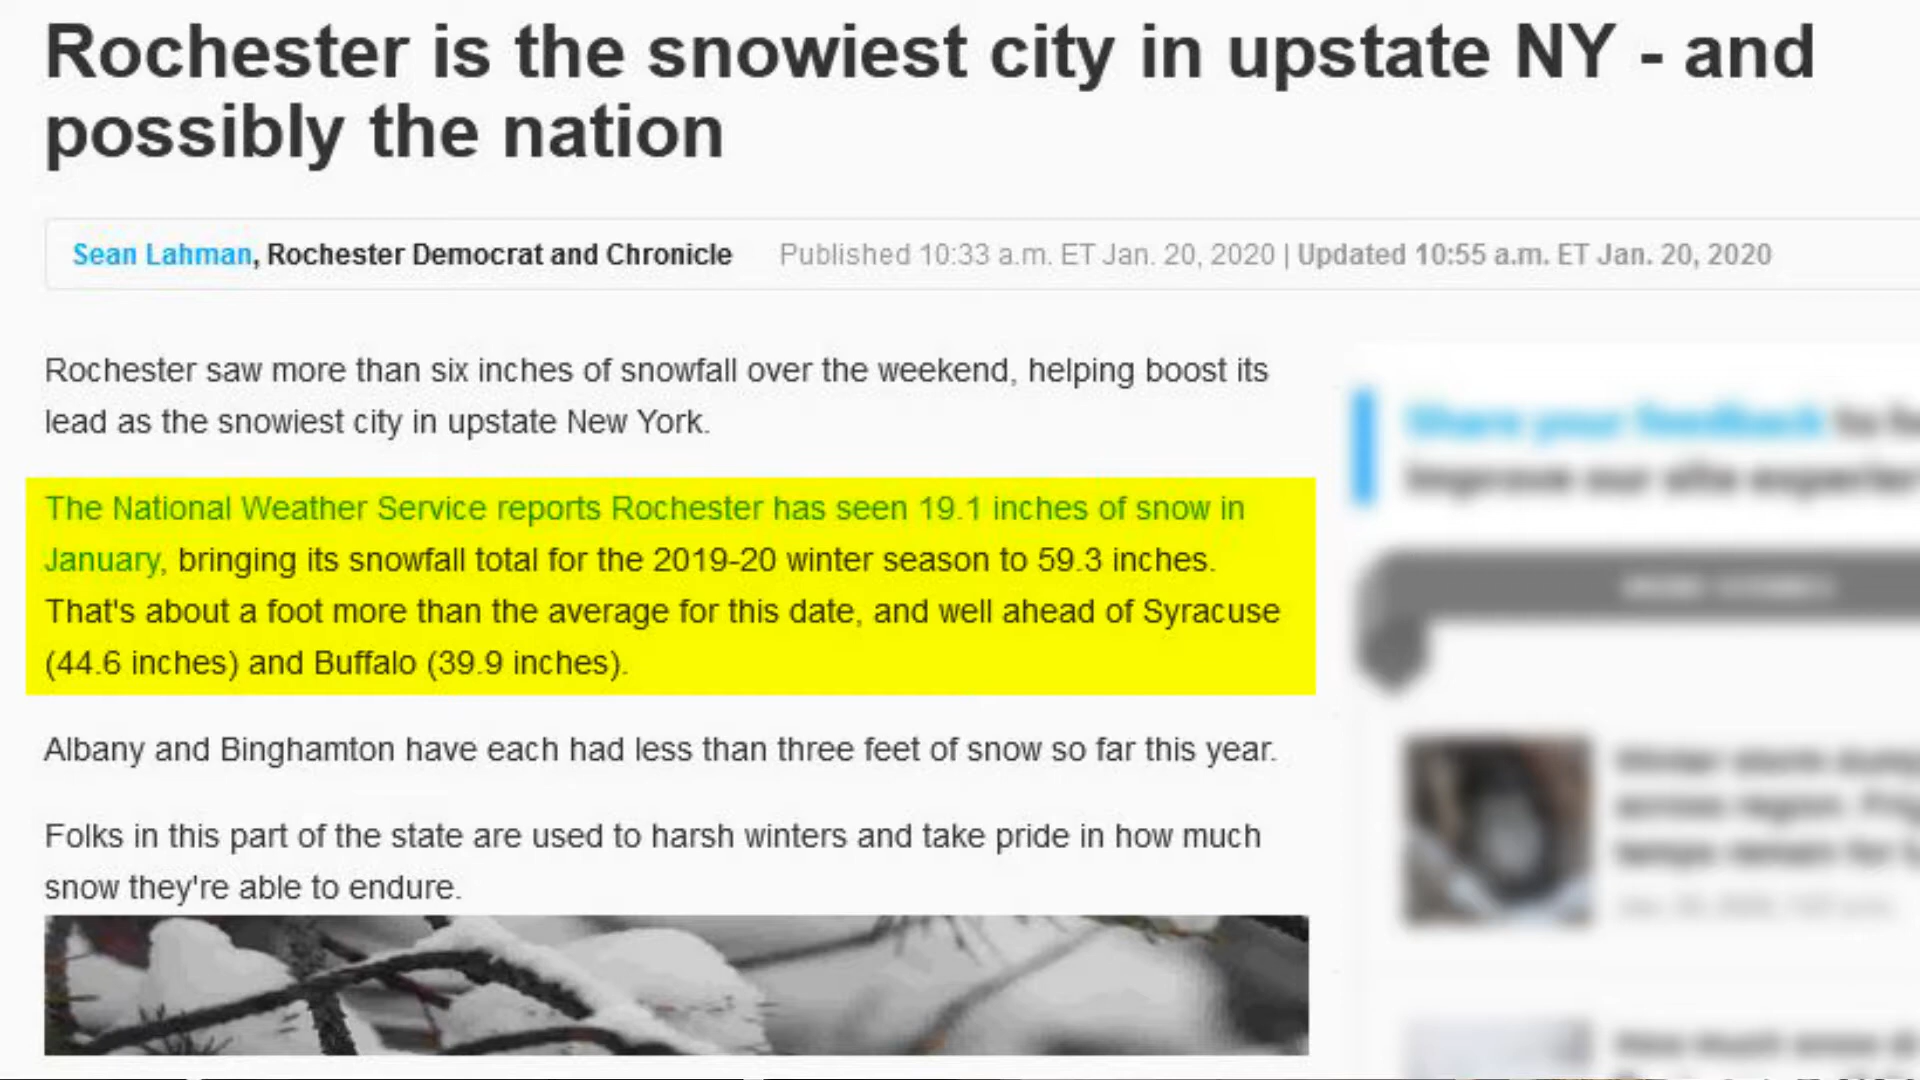 Rochester is the snowiest city in upstate NY - and
possibly the nation
Sean Lahman, Rochester Democrat and Chronicle Published 10:33 a.m. ET Jan. 20, 2020 | Updated 10:55 a.m. ET Jan. 20, 2020
Rochester saw more than six inches of snowfall over the weekend, helping boost its
lead as the snowiest city in upstate New York.
The National Weather Service reports Rochester has seen 19.1 inches of snow in
January, bringing its snowfall total for the 2019-20 winter season to 59.3 inches.
That's about a foot more than the average for this date, and well ahead of Syracuse
(44.6 inches) and Buffalo (39.9 inches).
Albany and Binghamton have each had less than three feet of snow so far this year.
Folks in this part of the state are used to harsh winters and take pride in how much
snow they're able to endure.
Share your feedback to
improve our site